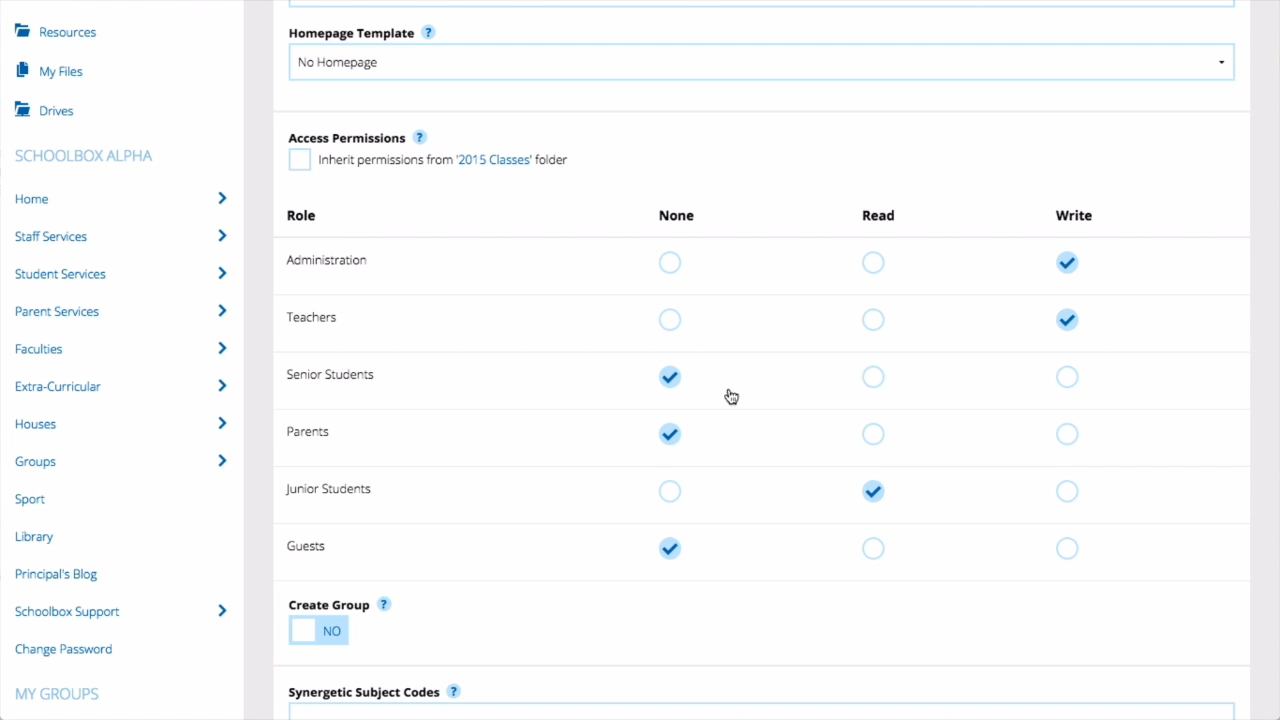 Resources
My Files
Drives
SCHOOLBOX ALPHA
Home
Staff Services
Student Services
Parent Services
Faculties
Extra-Curricular
Houses
Groups
Sport
Library
Principal's Blog
Schoolbox Support
Change Password
MY GROUPS
Homepage Template ?
No Homepage
Access Permissions ?
Inherit permissions from '2015 Classes' folder
Role None Read Write
Administration
Teachers
Senior Students
Parents
Junior Students
Guests
Create Group ?
NO
Synergetic Subject Codes ?